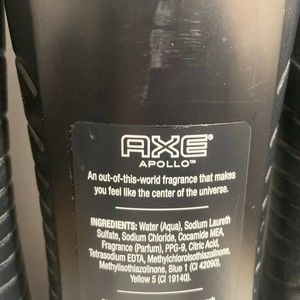 AXE®
APOLLO™
An out-of-this-world fragrance that makes
you feel like the center of the universe.
INGREDIENTS: Water (Aqua), Sodium Laureth
Sulfate, Sodium Chloride, Cocamide MEA,
Fragrance (Parfum), PPG-9, Citric Acid,
Tetrasodium EDTA, Methylchloroisothiazolinone,
Methylisothiazolinone, Blue 1 (CI 42090),
Yellow 5 (CI 19140).